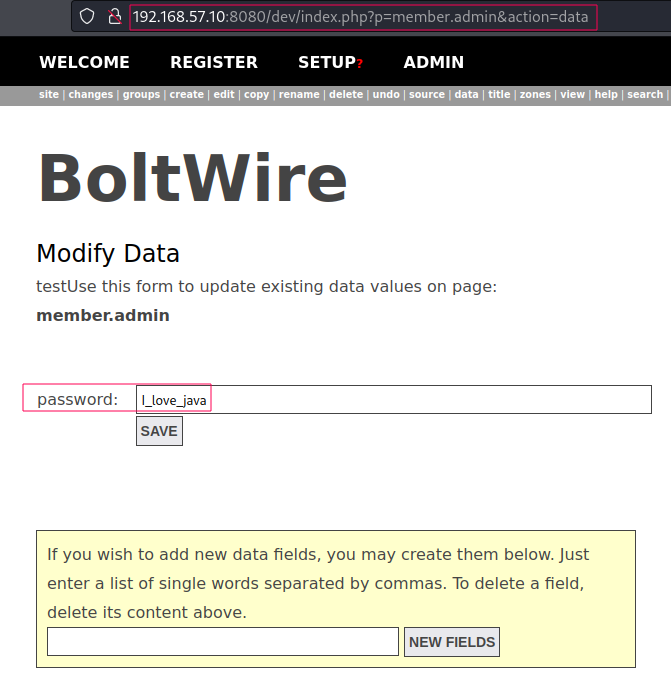 192.168.57.10:8080/dev/index.php?p=member.admin&action=data
WELCOME REGISTER SETUP? ADMIN
site | changes | groups | create | edit | copy | rename | delete | undo | source | data | title | zones | view | help | search |
BoltWire
Modify Data
testUse this form to update existing data values on page:
member.admin
password: I_love_java
SAVE
If you wish to add new data fields, you may create them below. Just
enter a list of single words separated by commas. To delete a field,
delete its content above.
NEW FIELDS